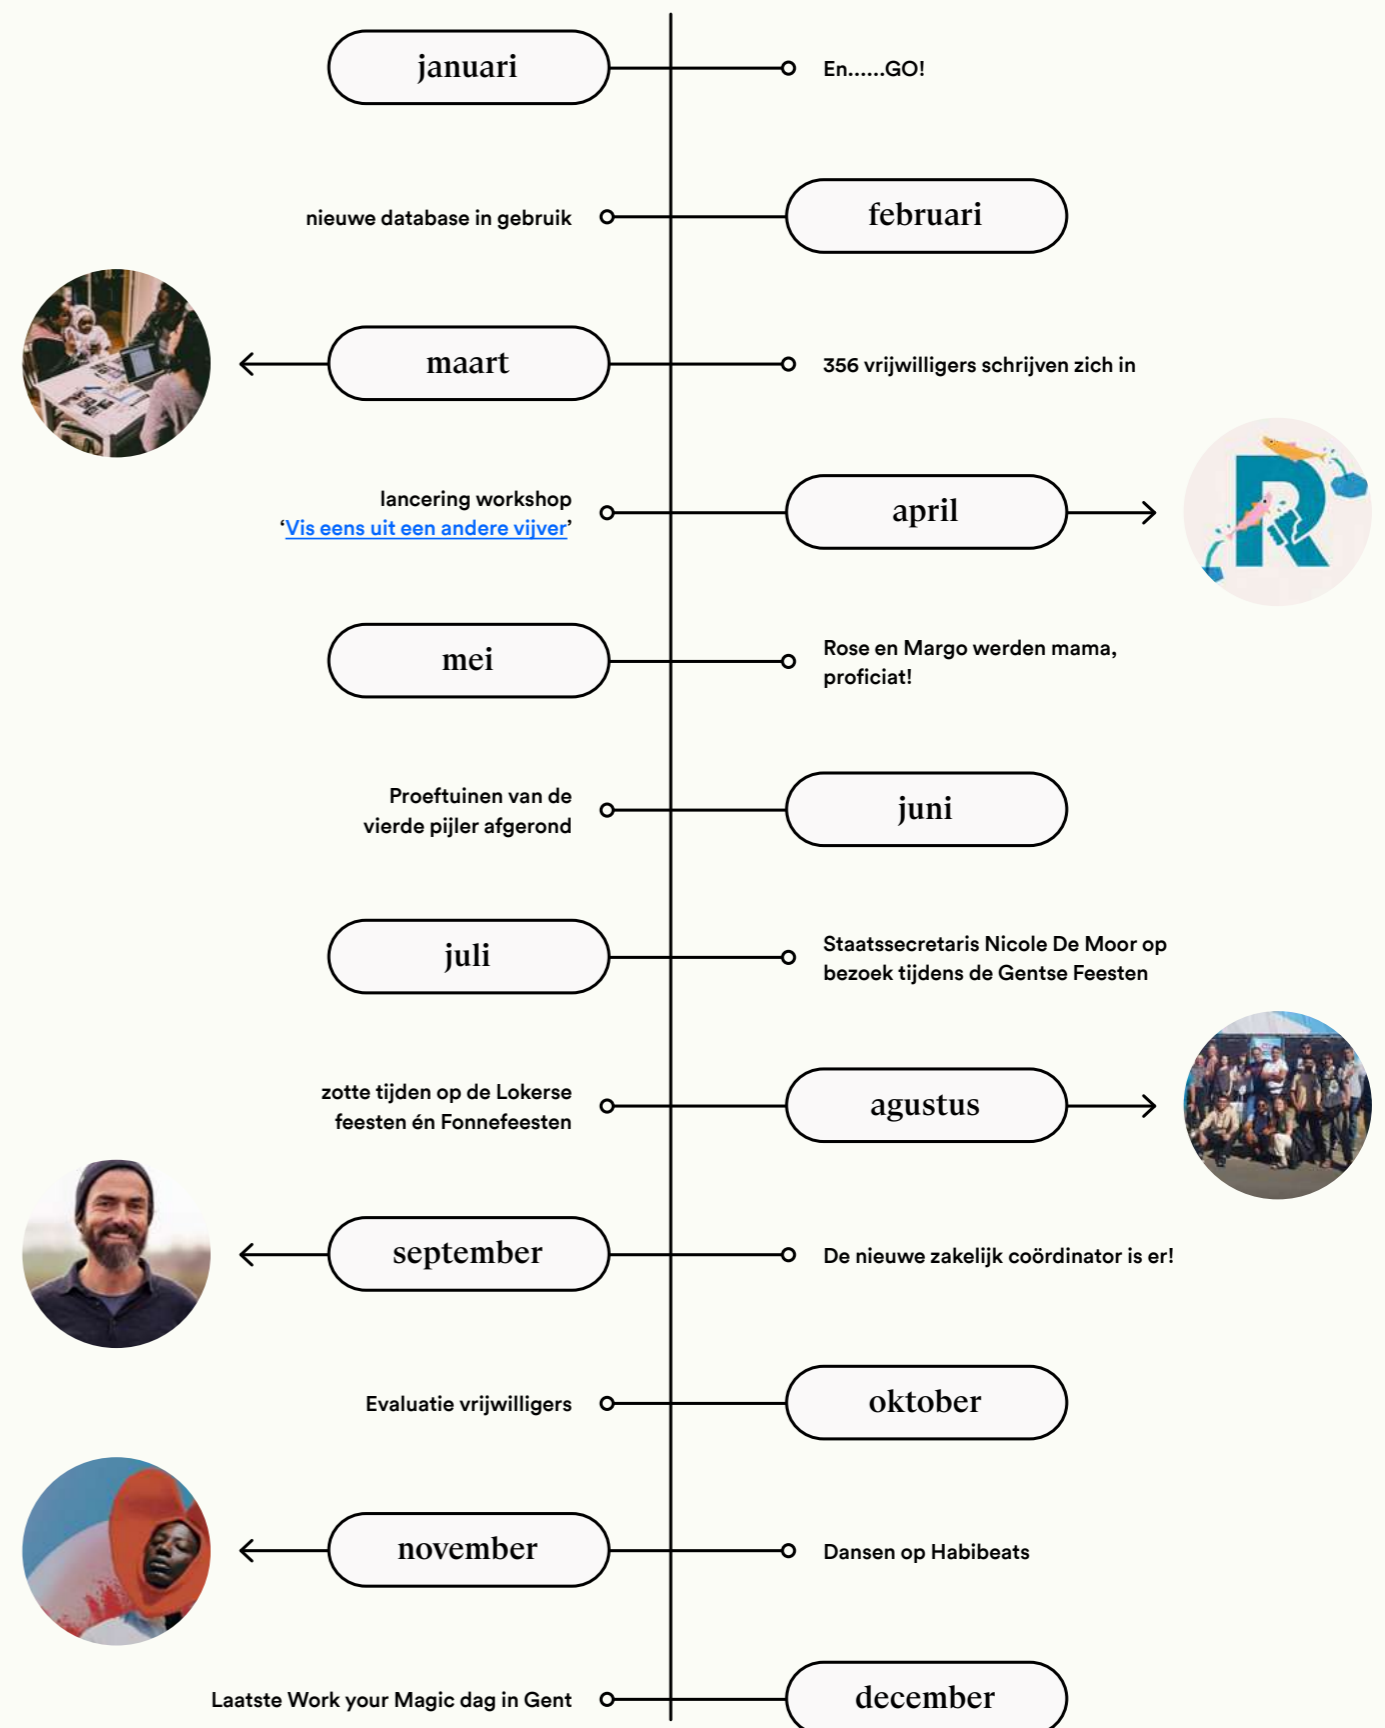 januari
En......GO!
nieuwe database in gebruik
februari
maart
356 vrijwilligers schrijven zich in
lancering workshop
‘Vis eens uit een andere vijver’
april
R
mei
Rose en Margo werden mama,
proficiat!
Proeftuinen van de
vierde pijler afgerond
juni
juli
Staatssecretaris Nicole De Moor op
bezoek tijdens de Gentse Feesten
zotte tijden op de Lokerse
feesten én Fonnefeesten
agustus
september
De nieuwe zakelijk coördinator is er!
Evaluatie vrijwilligers
oktober
november
Dansen op Habibeats
Laatste Work your Magic dag in Gent
december